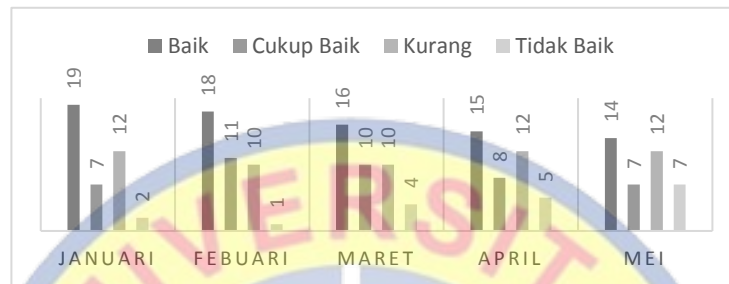 Baik Cukup Baik Kurang Tidak Baik
19 7 12 2 18 11 10 1 16 10 10 4 15 8 12 5 14 7 12 7
JANUARI FEBUARI MARET APRIL MEI
UNIVERSIT